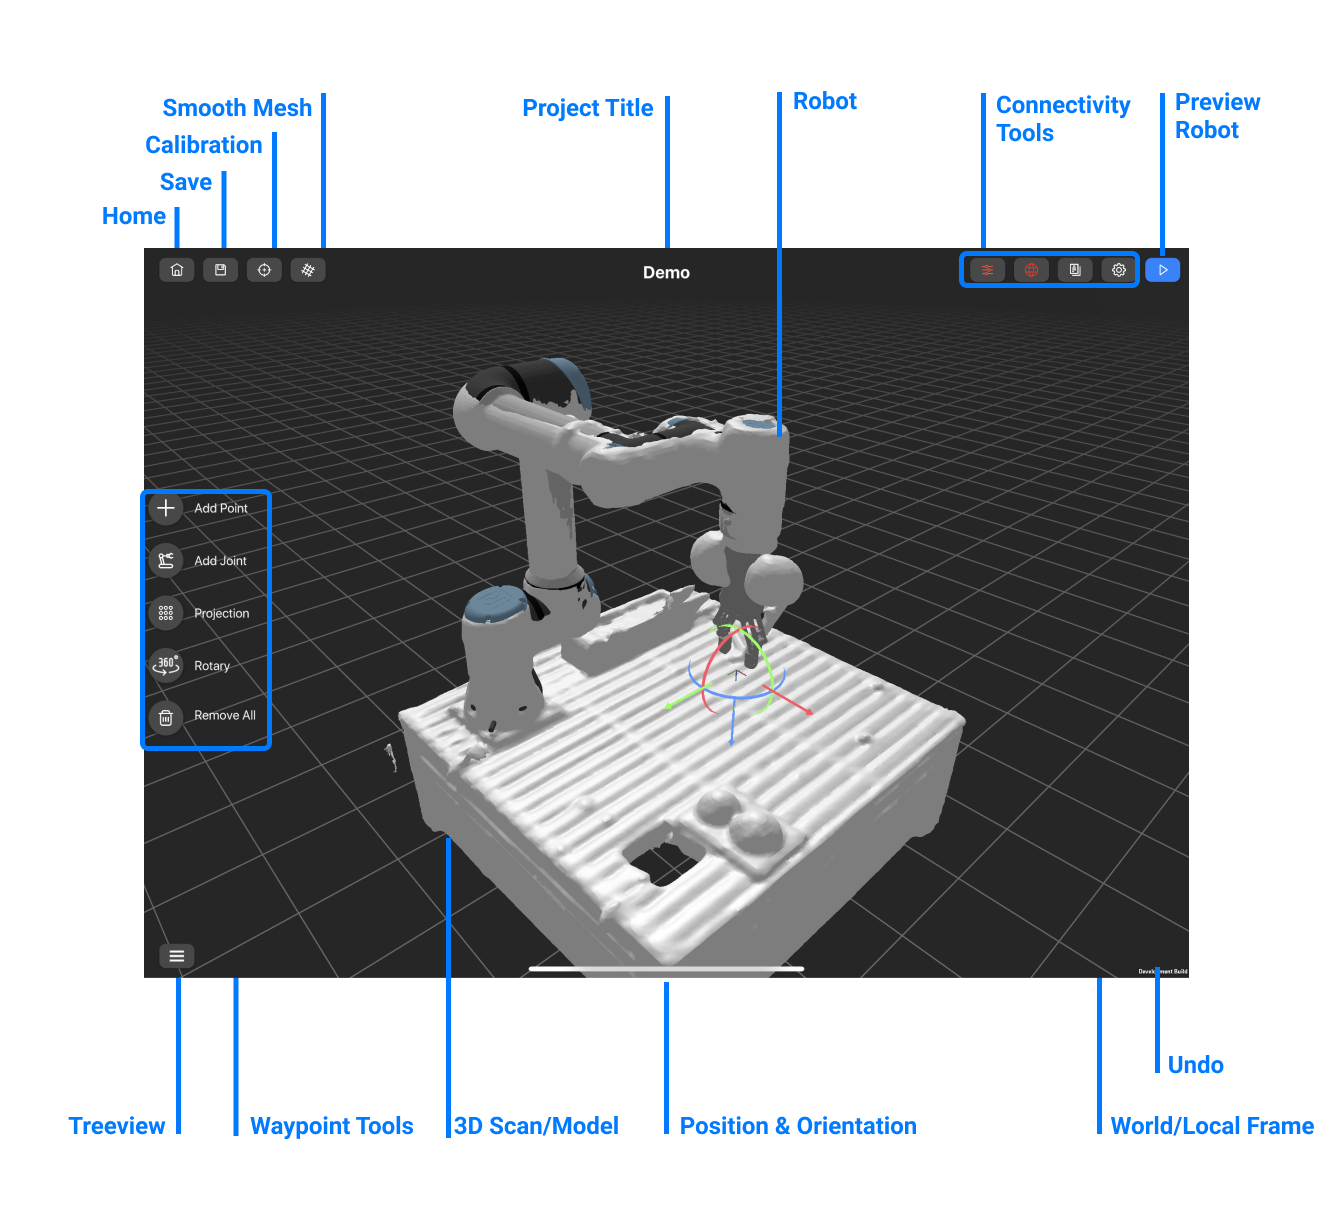 Smooth Mesh
Calibration
Save
Home
Project Title
Robot
Connectivity
Tools
Preview
Robot
Demo
Add Point
Add Joint
Projection
360°
Rotary
Remove All
Development Build
Undo
Treeview
Waypoint Tools
3D Scan/Model
Position & Orientation
World/Local Frame